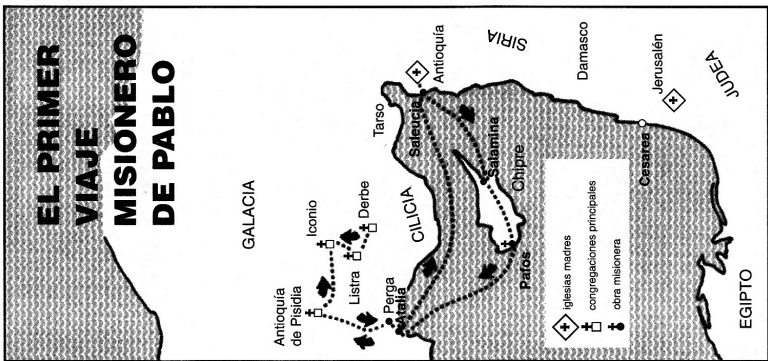 EL PRIMER
VIAJE
MISIONERO
DE PABLO
GALACIA
Antioquía
de Pisidia
Iconio
Listra
Derbe
Perga
Atalia
CILICIA
Tarso
Saleucia
Antioquía
SIRIA
Salamina
Chipre
Pafos
Damasco
Jerusalén
JUDEA
Cesarea
EGIPTO
iglesias madres
congregaciones principales
obra misionera